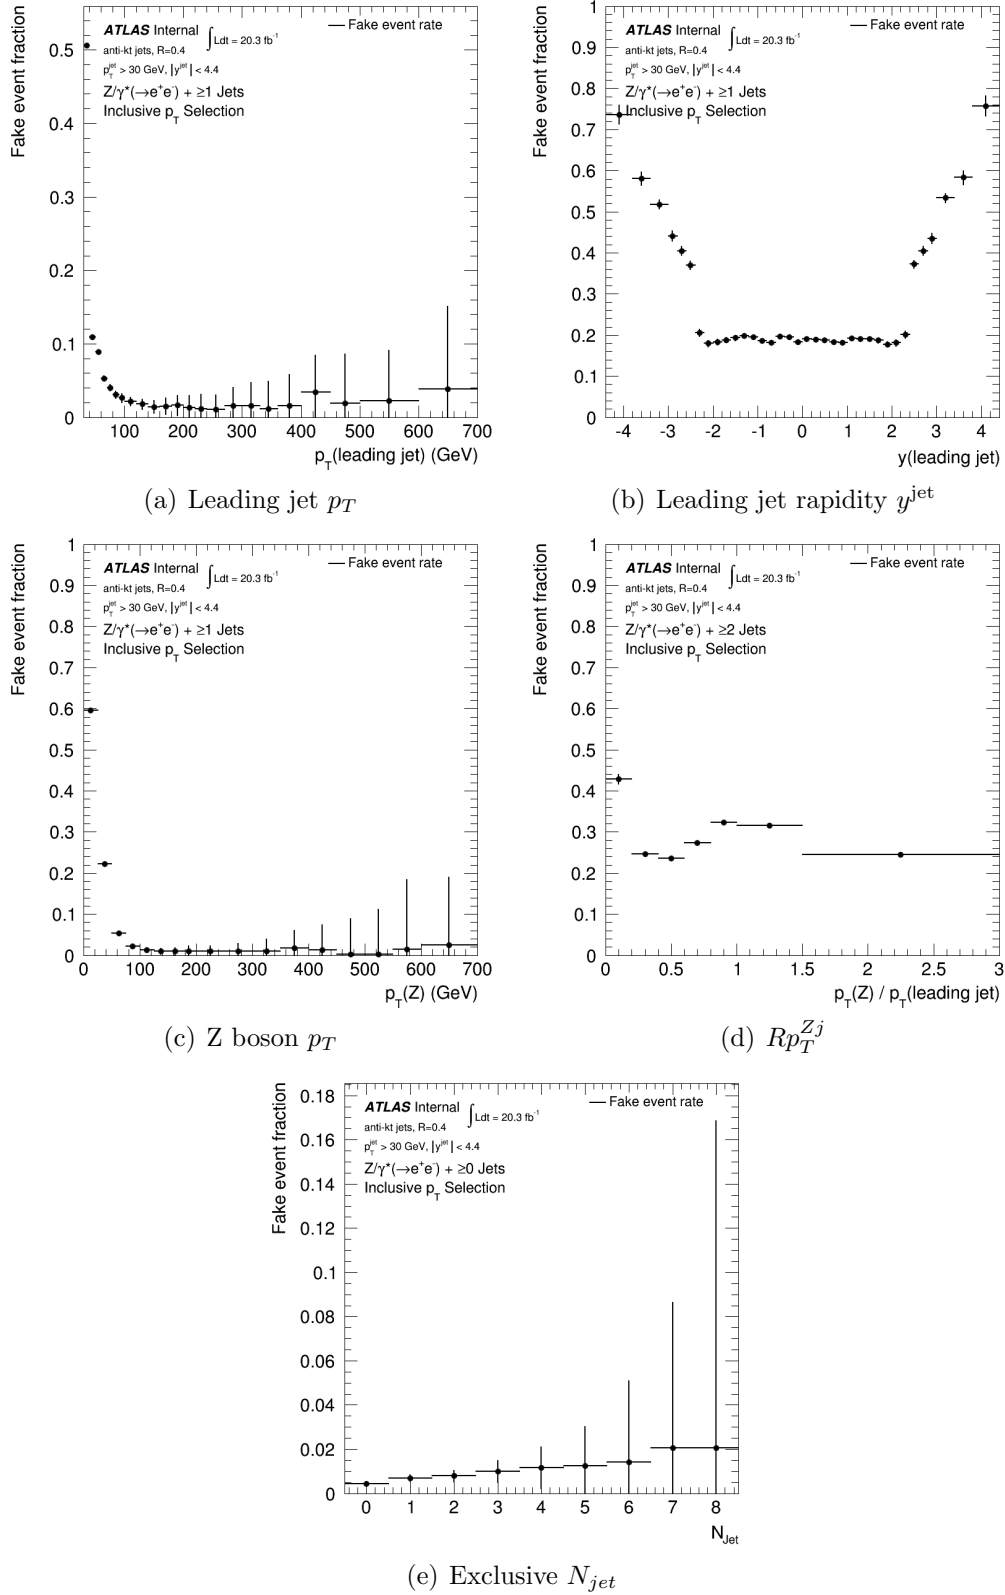 Fake event fraction
0.5
0.4
0.3
0.2
0.1
0
ATLAS Internal ∫Ldt = 20.3 fb⁻¹
Fake event rate
anti-kt jets, R=0.4
p_T^jet > 30 GeV, |y^jet| < 4.4
Z/γ*(→e⁺e⁻) + ≥1 Jets
Inclusive p_T Selection
100 200 300 400 500 600 700
p_T(leading jet) (GeV)
(a) Leading jet p_T
Fake event fraction
1
0.9
0.8
0.7
0.6
0.5
0.4
0.3
0.2
0.1
0
ATLAS Internal ∫Ldt = 20.3 fb⁻¹
Fake event rate
anti-kt jets, R=0.4
p_T^jet > 30 GeV, |y^jet| < 4.4
Z/γ*(→e⁺e⁻) + ≥1 Jets
Inclusive p_T Selection
-4 -3 -2 -1 0 1 2 3 4
y(leading jet)
(b) Leading jet rapidity y^jet
Fake event fraction
1
0.9
0.8
0.7
0.6
0.5
0.4
0.3
0.2
0.1
0
ATLAS Internal ∫Ldt = 20.3 fb⁻¹
Fake event rate
anti-kt jets, R=0.4
p_T^jet > 30 GeV, |y^jet| < 4.4
Z/γ*(→e⁺e⁻) + ≥1 Jets
Inclusive p_T Selection
0 100 200 300 400 500 600 700
p_T(Z) (GeV)
(c) Z boson p_T
Fake event fraction
1
0.9
0.8
0.7
0.6
0.5
0.4
0.3
0.2
0.1
0
ATLAS Internal ∫Ldt = 20.3 fb⁻¹
Fake event rate
anti-kt jets, R=0.4
p_T^jet > 30 GeV, |y^jet| < 4.4
Z/γ*(→e⁺e⁻) + ≥2 Jets
Inclusive p_T Selection
0 0.5 1 1.5 2 2.5 3
p_T(Z) / p_T(leading jet)
(d) Rp_T^Zj
Fake event fraction
0.18
0.16
0.14
0.12
0.1
0.08
0.06
0.04
0.02
0
ATLAS Internal ∫Ldt = 20.3 fb⁻¹
Fake event rate
anti-kt jets, R=0.4
p_T^jet > 30 GeV, |y^jet| < 4.4
Z/γ*(→e⁺e⁻) + ≥0 Jets
Inclusive p_T Selection
0 1 2 3 4 5 6 7 8
N_Jet
(e) Exclusive N_jet